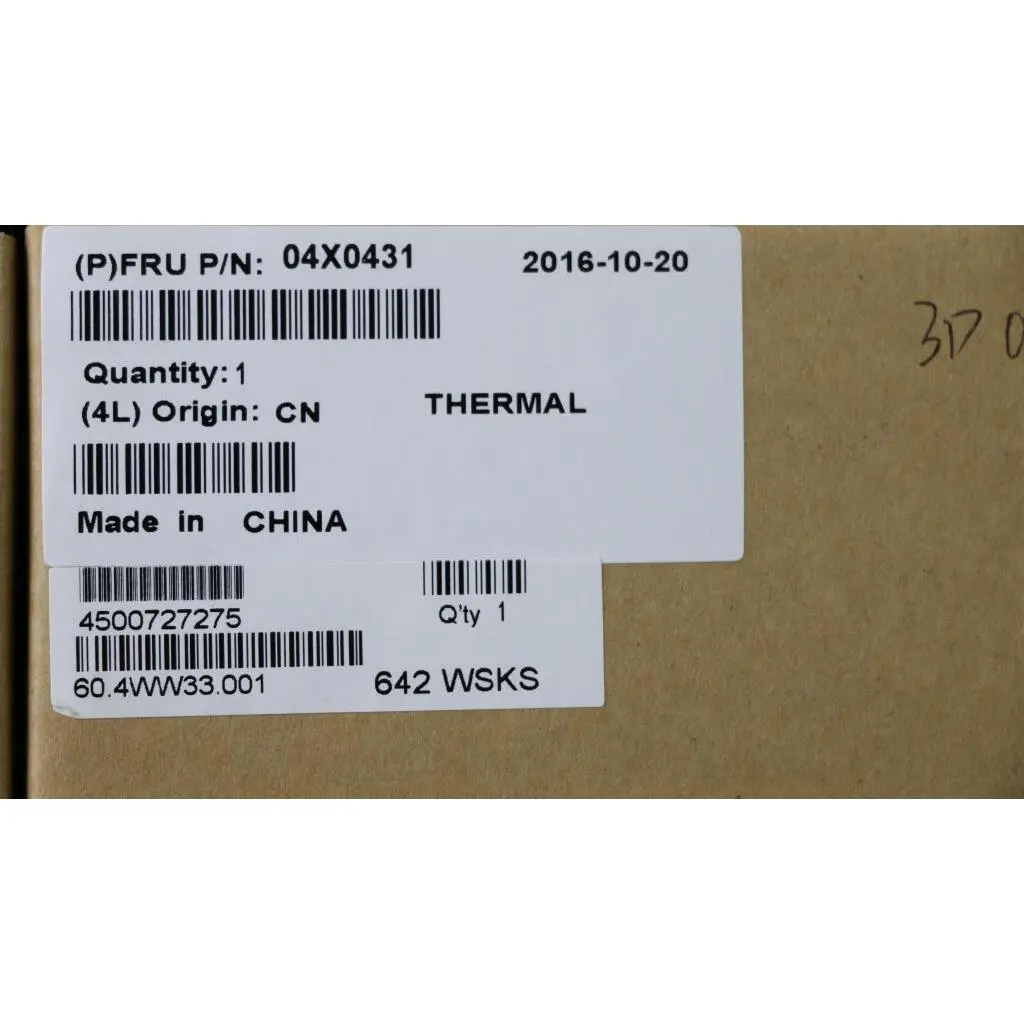 (P)FRU P/N: 04X0431 2016-10-20
Quantity: 1
(4L) Origin: CN THERMAL
Made in CHINA
4500727275 Q'ty 1
60.4WW33.001 642 WSKS